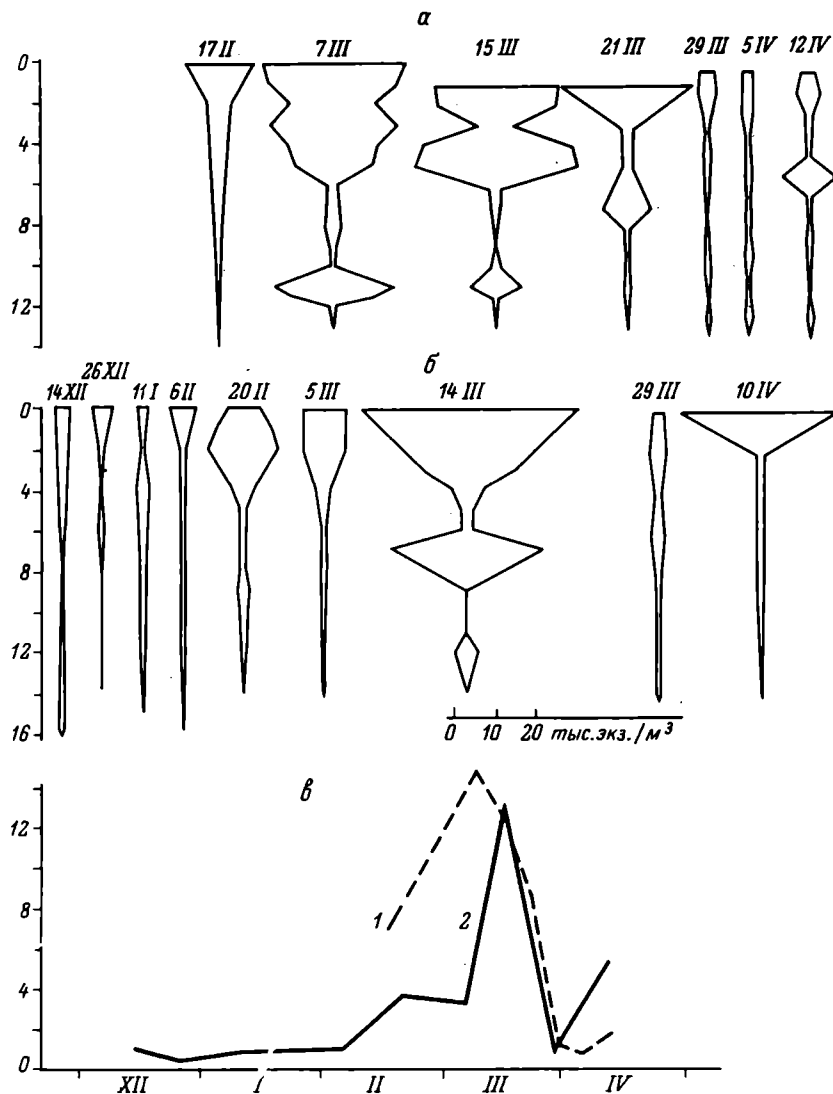 а
17 II 7 III 15 III 21 III 29 III 5 IV 12 IV
0
4
8
12
б
14 XII 26 XII 11 I 6 II 20 II 5 III 14 III 29 III 10 IV
0
4
8
12
16
0 10 20 тыс.экз./м³
в
12
8
4
0
1
2
XII I II III IV